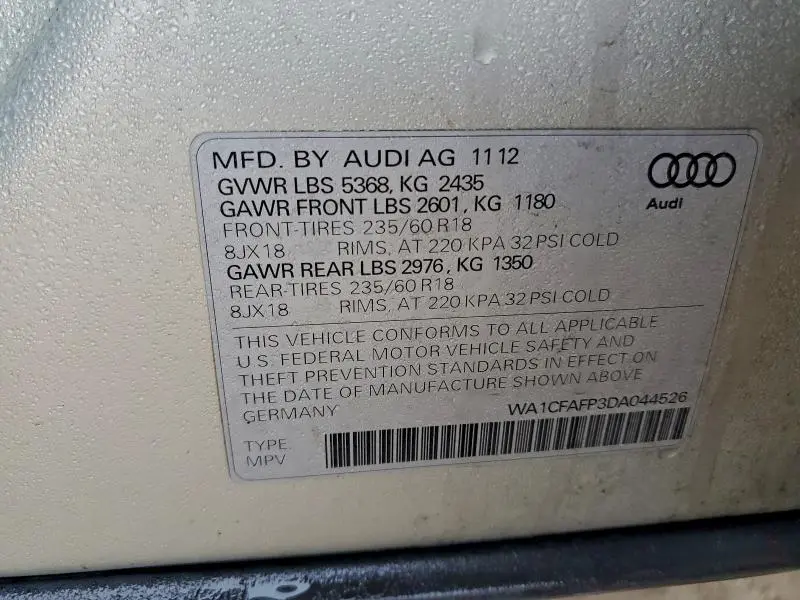 MFD. BY AUDI AG 11 12
GVWR LBS 5368, KG 2435
GAWR FRONT LBS 2601, KG 1180
FRONT-TIRES 235/60 R18
8JX18 RIMS, AT 220 KPA 32 PSI COLD
GAWR REAR LBS 2976, KG 1350
REAR-TIRES 235/60 R18
8JX18 RIMS, AT 220 KPA 32 PSI COLD
Audi
THIS VEHICLE CONFORMS TO ALL APPLICABLE
U.S. FEDERAL MOTOR VEHICLE SAFETY AND
THEFT PREVENTION STANDARDS IN EFFECT ON
THE DATE OF MANUFACTURE SHOWN ABOVE
GERMANY WA1CFAFP3DA044526
TYPE:
MPV